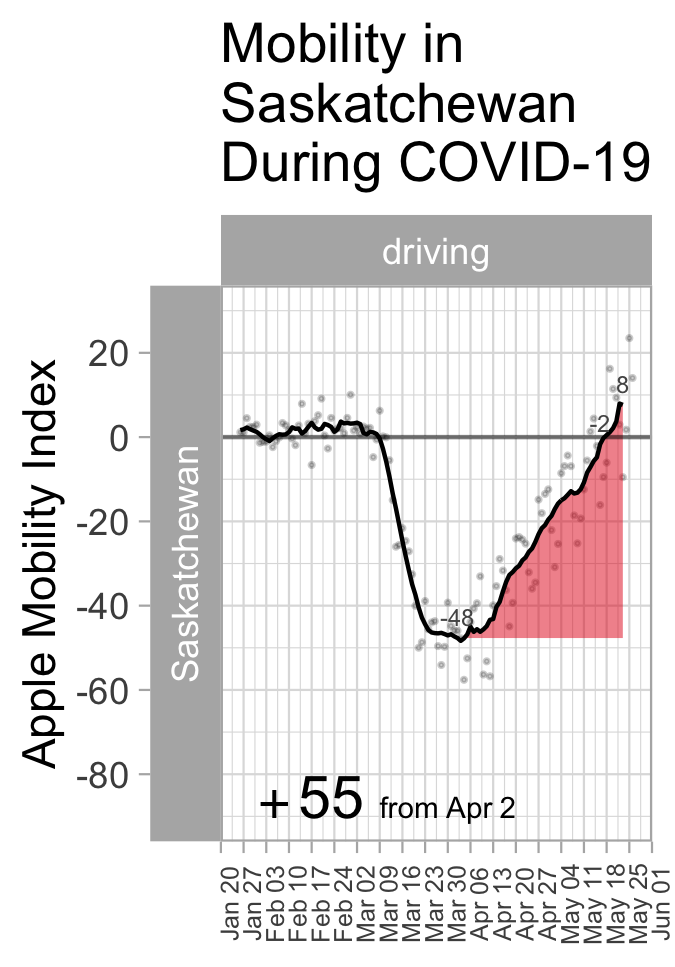 Mobility in
Saskatchewan
During COVID-19
driving
Saskatchewan
Apple Mobility Index
20
0
-20
-40
-60
-80
8
-2
-48
+55 from Apr 2
Jan 20
Jan 27
Feb 03
Feb 10
Feb 17
Feb 24
Mar 02
Mar 09
Mar 16
Mar 23
Mar 30
Apr 06
Apr 13
Apr 20
Apr 27
May 04
May 11
May 18
May 25
Jun 01